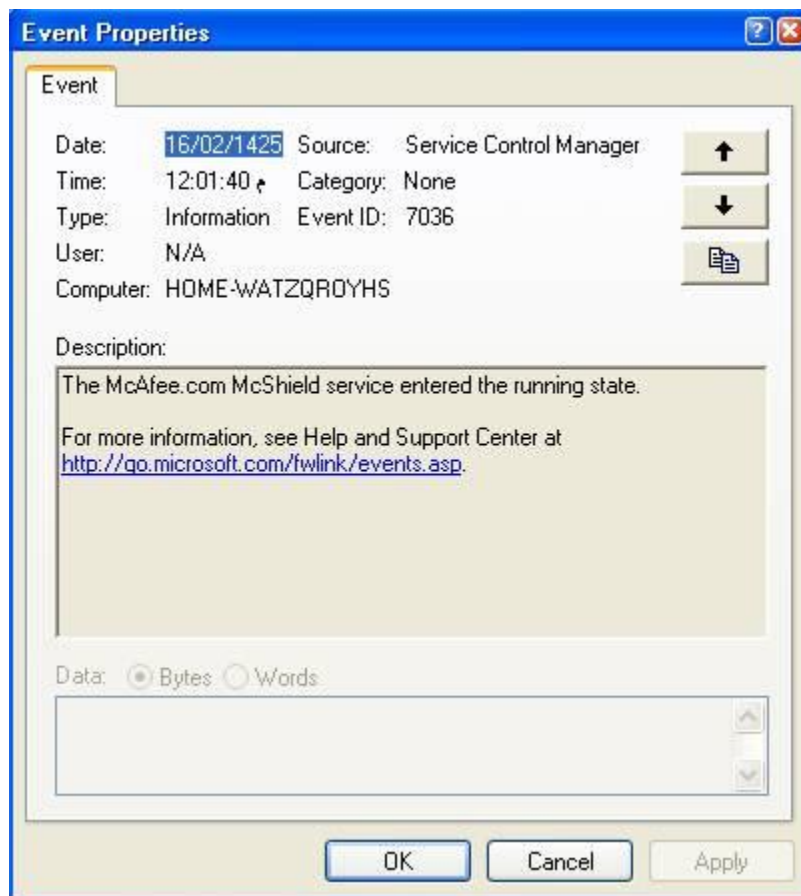 Event Properties
Event
Date: 16/02/1425 Source: Service Control Manager
Time: 12:01:40 م Category: None
Type: Information Event ID: 7036
User: N/A
Computer: HOME-WATZQROYHS
Description:
The McAfee.com McShield service entered the running state.
For more information, see Help and Support Center at
http://go.microsoft.com/fwlink/events.asp.
Data: Bytes Words
OK Cancel Apply